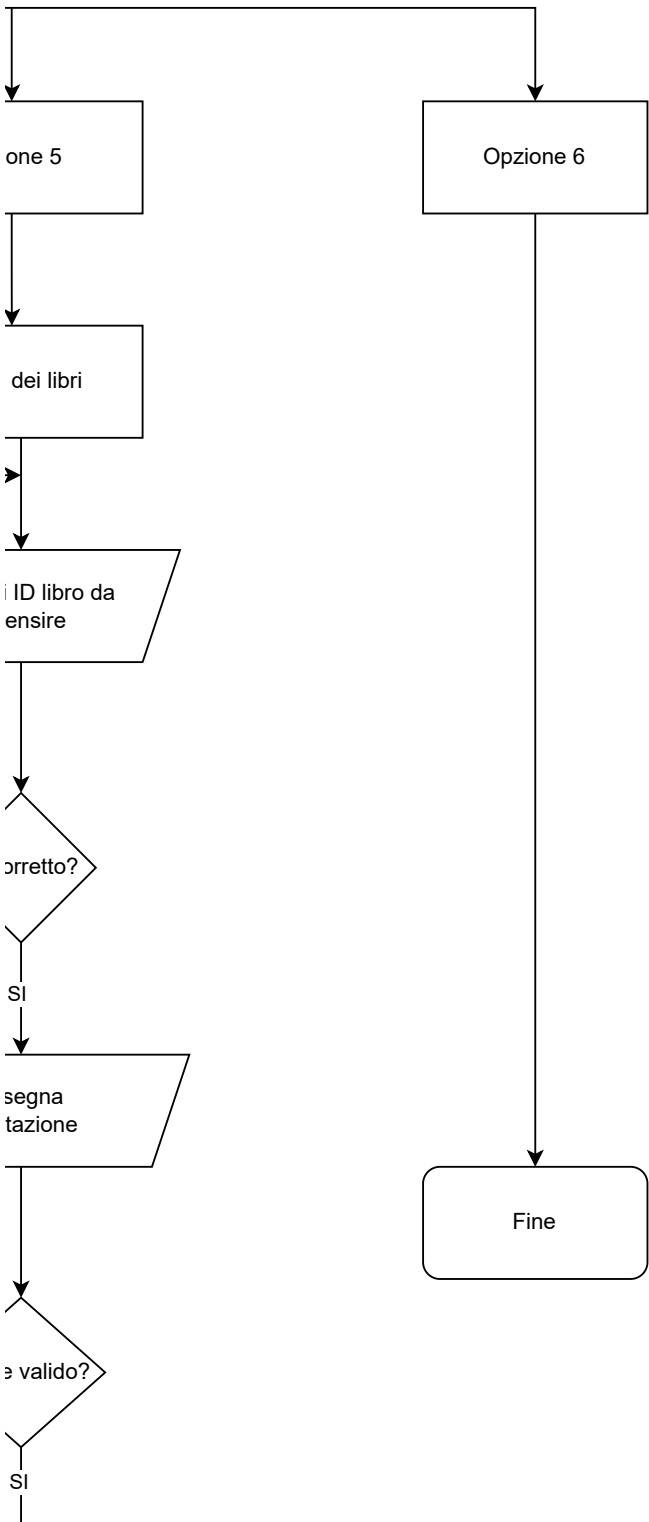 one 5
Opzione 6
dei libri
i ID libro da
ensire
orretto?
SI
segna
tazione
Fine
e valido?
SI